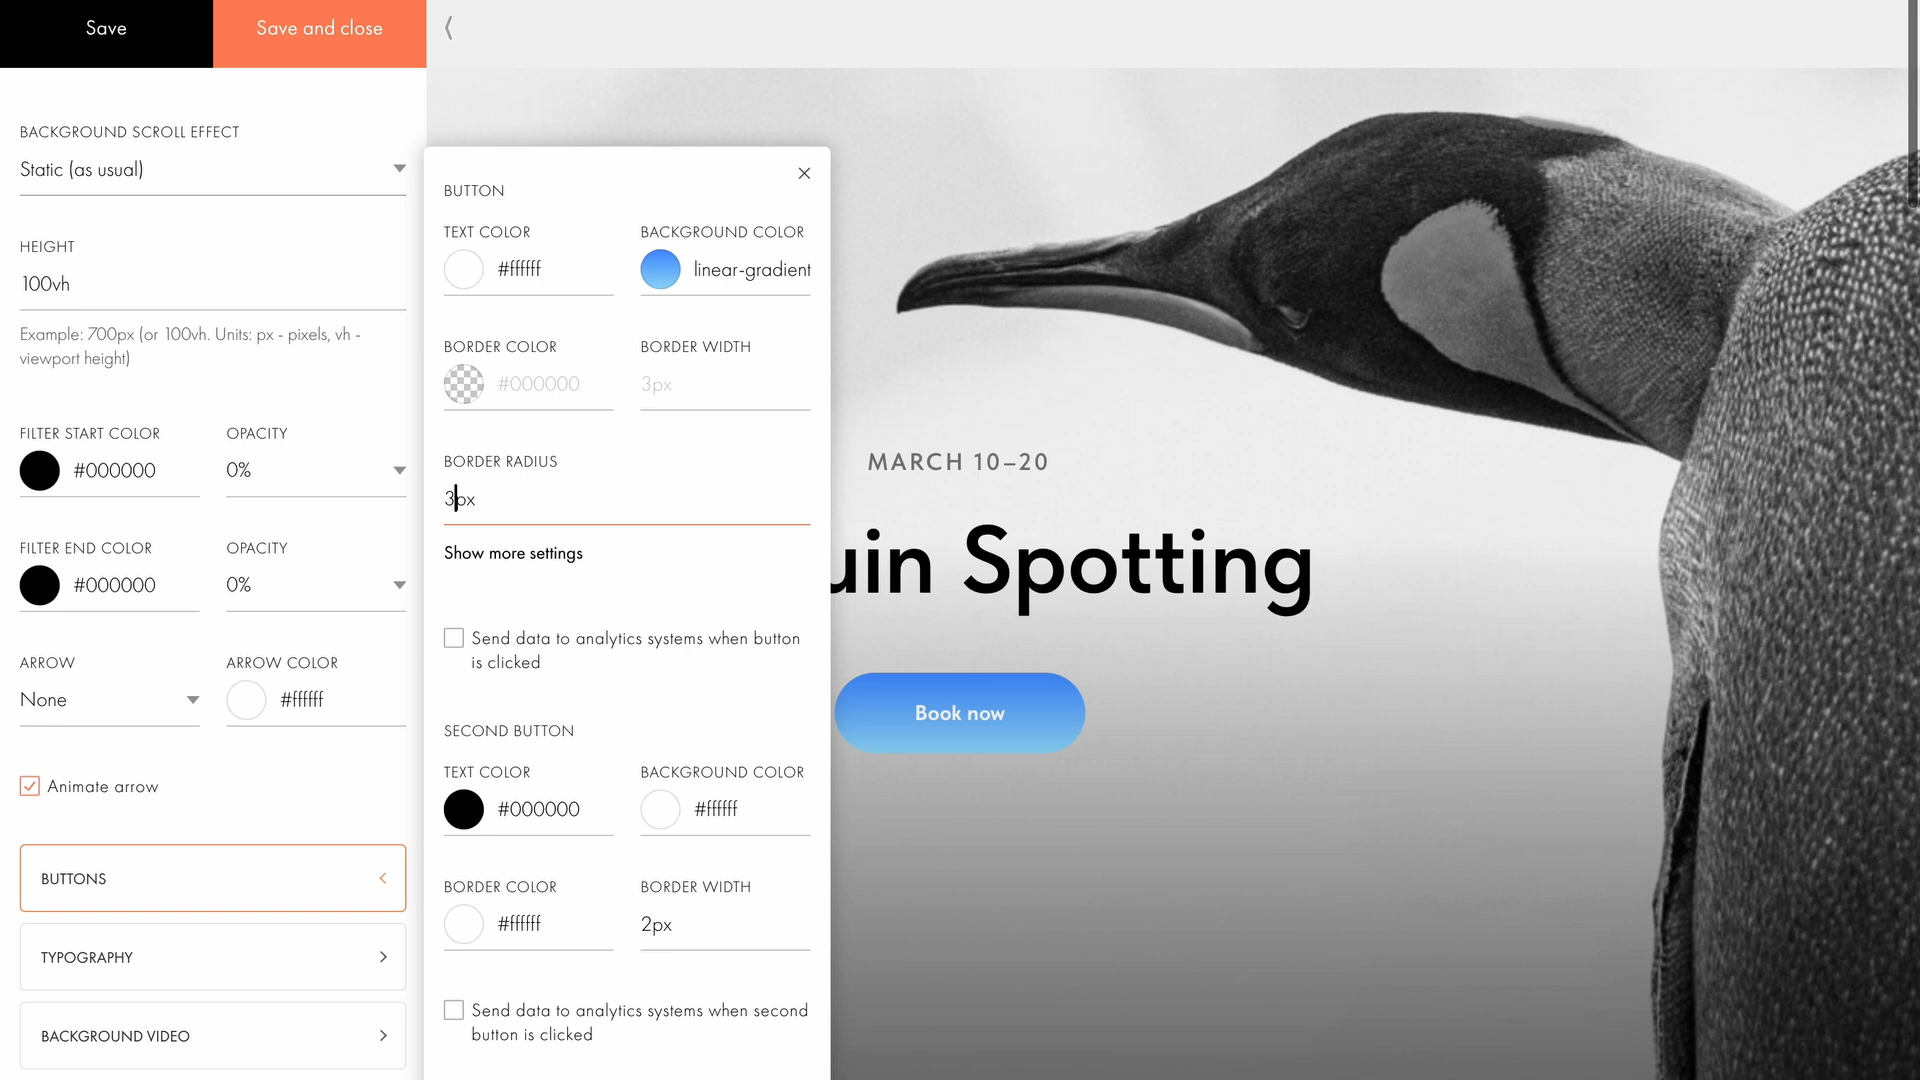 Save
Save and close
BACKGROUND SCROLL EFFECT
Static (as usual)
HEIGHT
100vh
Example: 700px (or 100vh. Units: px - pixels, vh -
viewport height)
FILTER START COLOR
OPACITY
#000000
0%
FILTER END COLOR
OPACITY
#000000
0%
ARROW
ARROW COLOR
None
#ffffff
Animate arrow
BUTTONS
TYPOGRAPHY
BACKGROUND VIDEO
BUTTON
TEXT COLOR
BACKGROUND COLOR
#ffffff
linear-gradient
BORDER COLOR
BORDER WIDTH
#000000
3px
BORDER RADIUS
3px
Show more settings
Send data to analytics systems when button
is clicked
SECOND BUTTON
TEXT COLOR
BACKGROUND COLOR
#000000
#ffffff
BORDER COLOR
BORDER WIDTH
#ffffff
2px
Send data to analytics systems when second
button is clicked
MARCH 10–20
uin Spotting
Book now